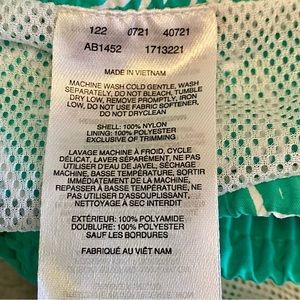 122 0721 40721
AB1452 1713221
MADE IN VIETNAM
MACHINE WASH COLD GENTLE, WASH
SEPARATELY, DO NOT BLEACH, TUMBLE
DRY LOW, REMOVE PROMPTLY, IRON
LOW, DO NOT USE FABRIC SOFTENER,
DO NOT DRYCLEAN
SHELL: 100% NYLON
LINING: 100% POLYESTER
EXCLUSIVE OF TRIMMING
LAVAGE MACHINE À FROID, CYCLE
DÉLICAT, LAVER SÉPARÉMENT, NE PAS
UTILISER D'EAU DE JAVEL, SÉCHAGE
MACHINE, BASSE TEMPÉRATURE, SORTIR
IMMÉDIATEMENT DE LA MACHINE,
REPASSER À BASSE TEMPÉRATURE, NE
PAS UTILISER D'ASSOUPLISSANT,
NETTOYAGE À SEC INTERDIT
EXTÉRIEUR: 100% POLYAMIDE
DOUBLURE: 100% POLYESTER
SAUF LES BORDURES
FABRIQUÉ AU VIÊT NAM